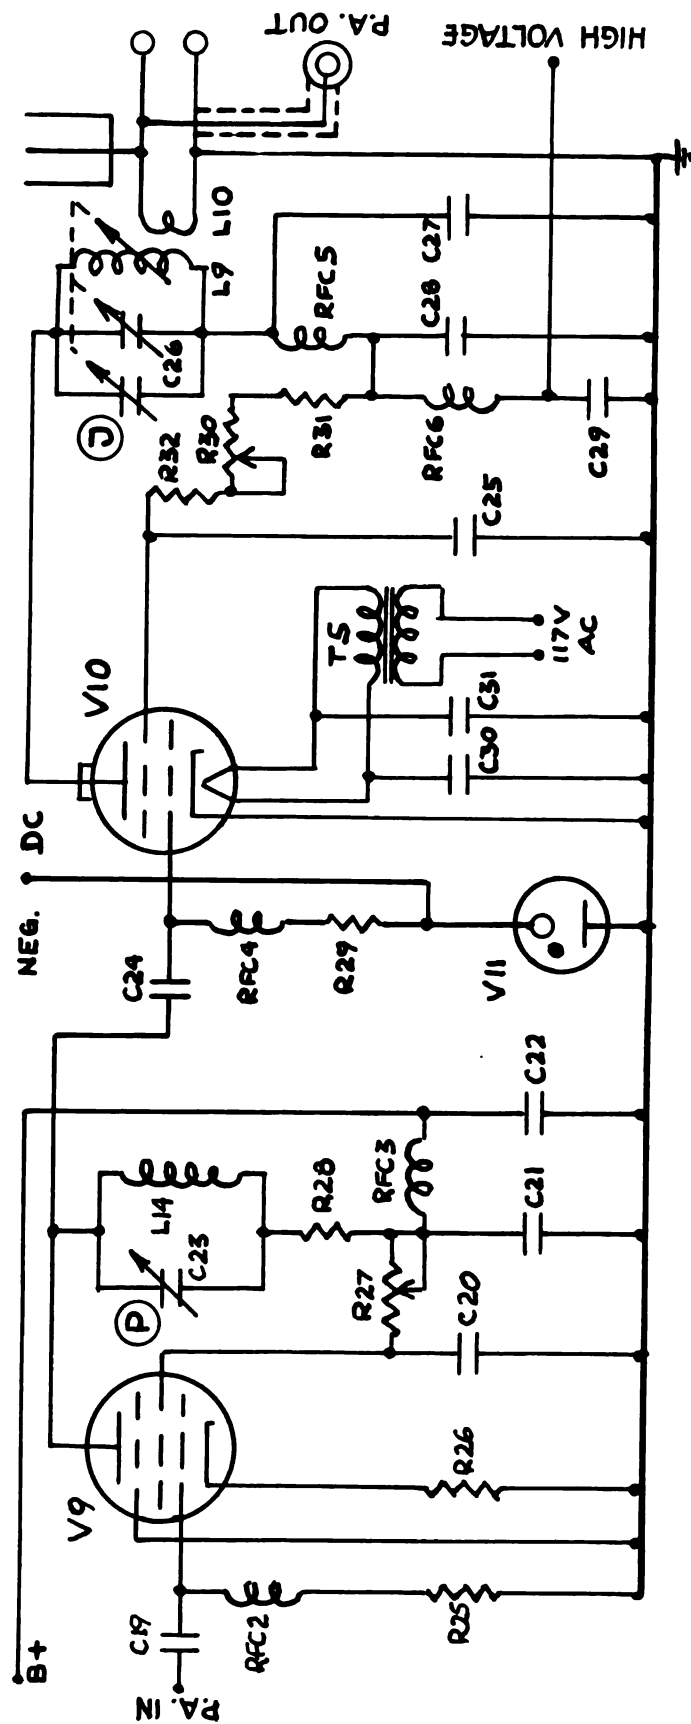 B+
P.A. IN
C19
RFC2
R25
V9
R26
P
C23
L14
R27
C20
R28
RFC3
C21
C22
C24
NEG. DC
RFC4
R29
V11
V10
C30
C31
T5
117V
AC
C25
R32
R30
R31
RFC6
C29
J
C26
L9
L10
RFC5
C28
C27
P.A. OUT
HIGH VOLTAGE